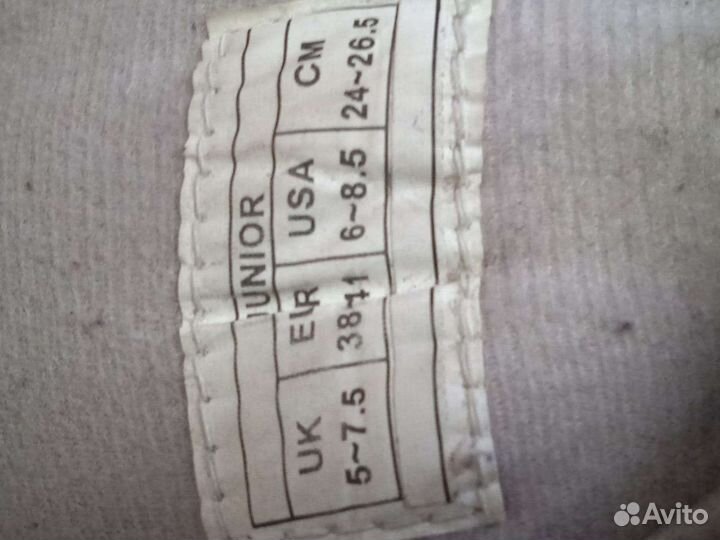 JUNIOR
UK EUR USA CM
5~7.5 38~41 6~8.5 24~26.5
Avito